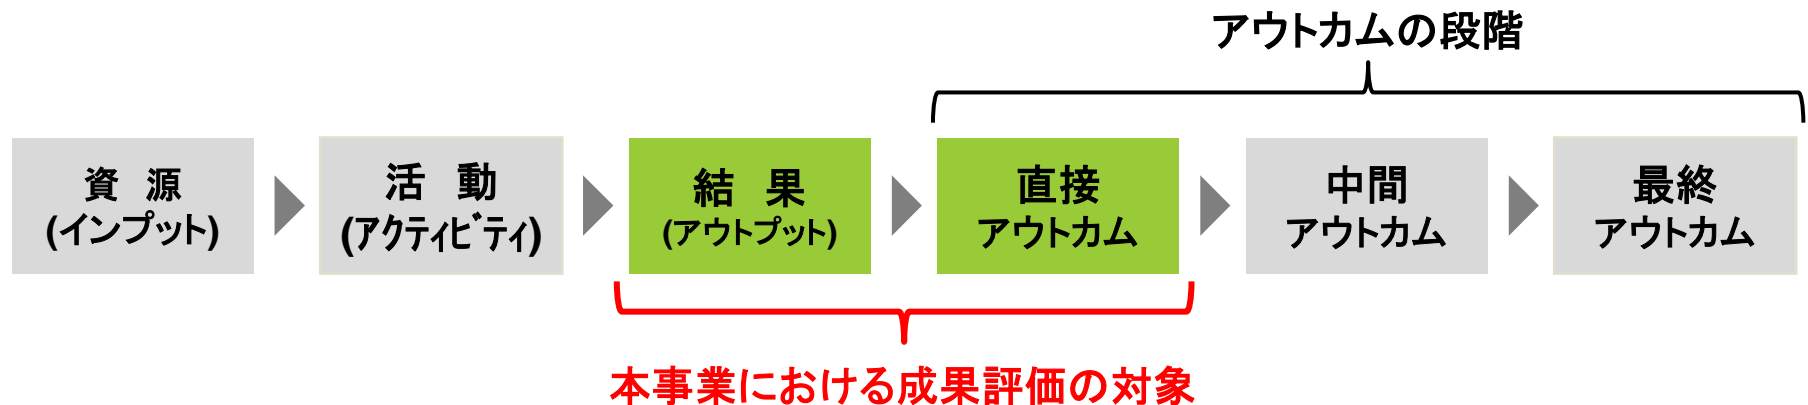 アウトカムの段階
資　源
(インプット)
活　動
(アクティビティ)
結　果
(アウトプット)
直接
アウトカム
中間
アウトカム
最終
アウトカム
本事業における成果評価の対象